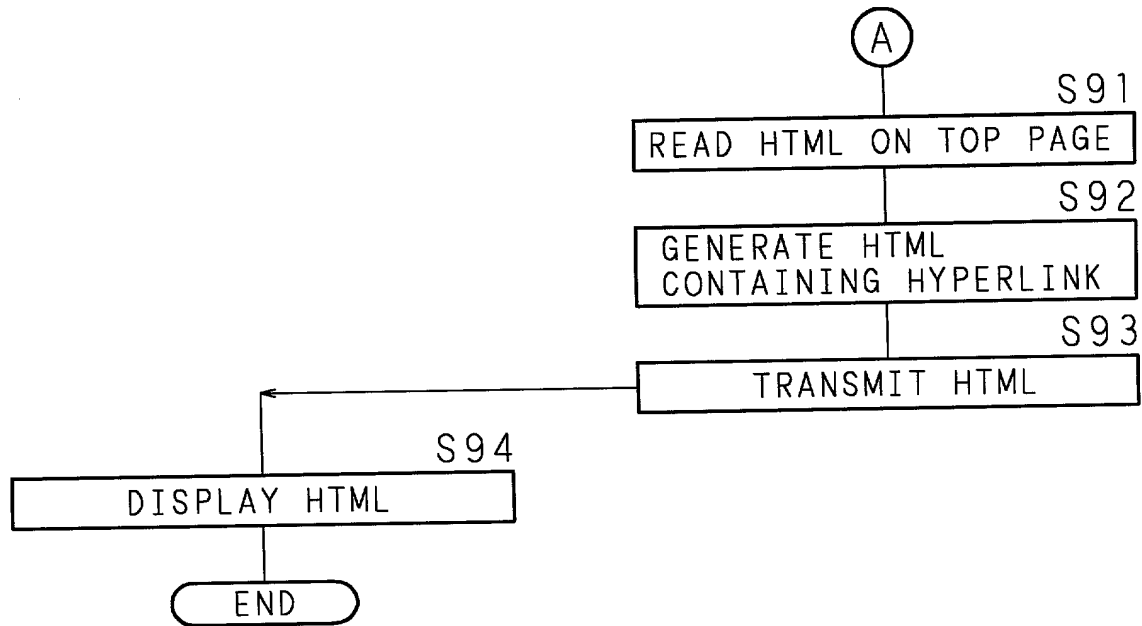 A
S91
READ HTML ON TOP PAGE
S92
GENERATE HTML
CONTAINING HYPERLINK
S93
TRANSMIT HTML
S94
DISPLAY HTML
END